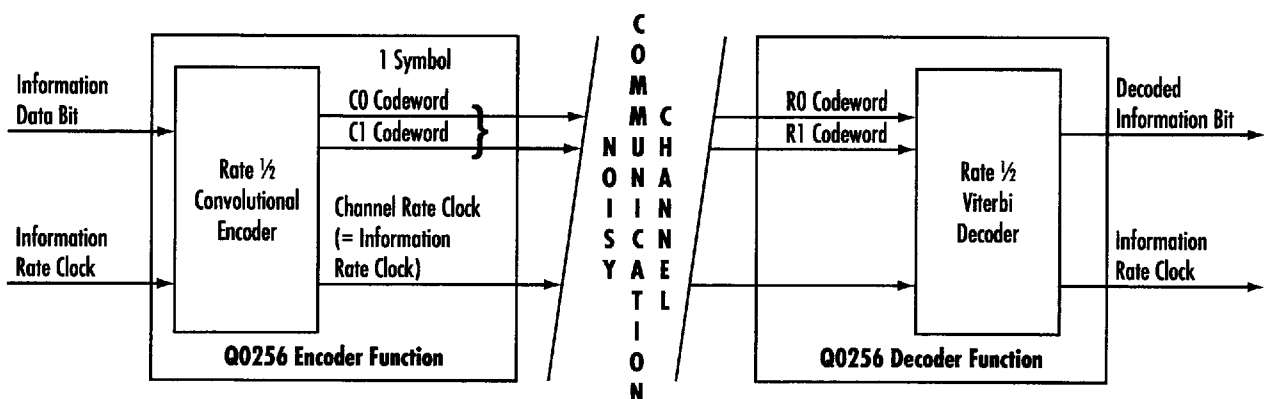 Information
Data Bit
Information
Rate Clock
1 Symbol
C0 Codeword
C1 Codeword
}
Rate ½
Convolutional
Encoder
Channel Rate Clock
(= Information
Rate Clock)
Q0256 Encoder Function
NOISY
COMMUNICATION
CHANNEL
R0 Codeword
R1 Codeword
Rate ½
Viterbi
Decoder
Q0256 Decoder Function
Decoded
Information Bit
Information
Rate Clock